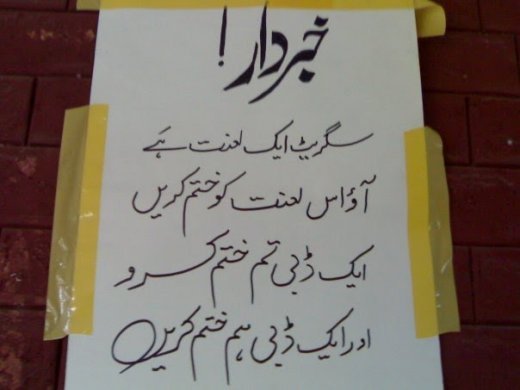 خبردار!
سگریٹ ایک لعنت ہے
آؤ اس لعنت کو ختم کریں
ایک ڈبی تم ختم کرو
اور ایک ڈبی ہم ختم کریں